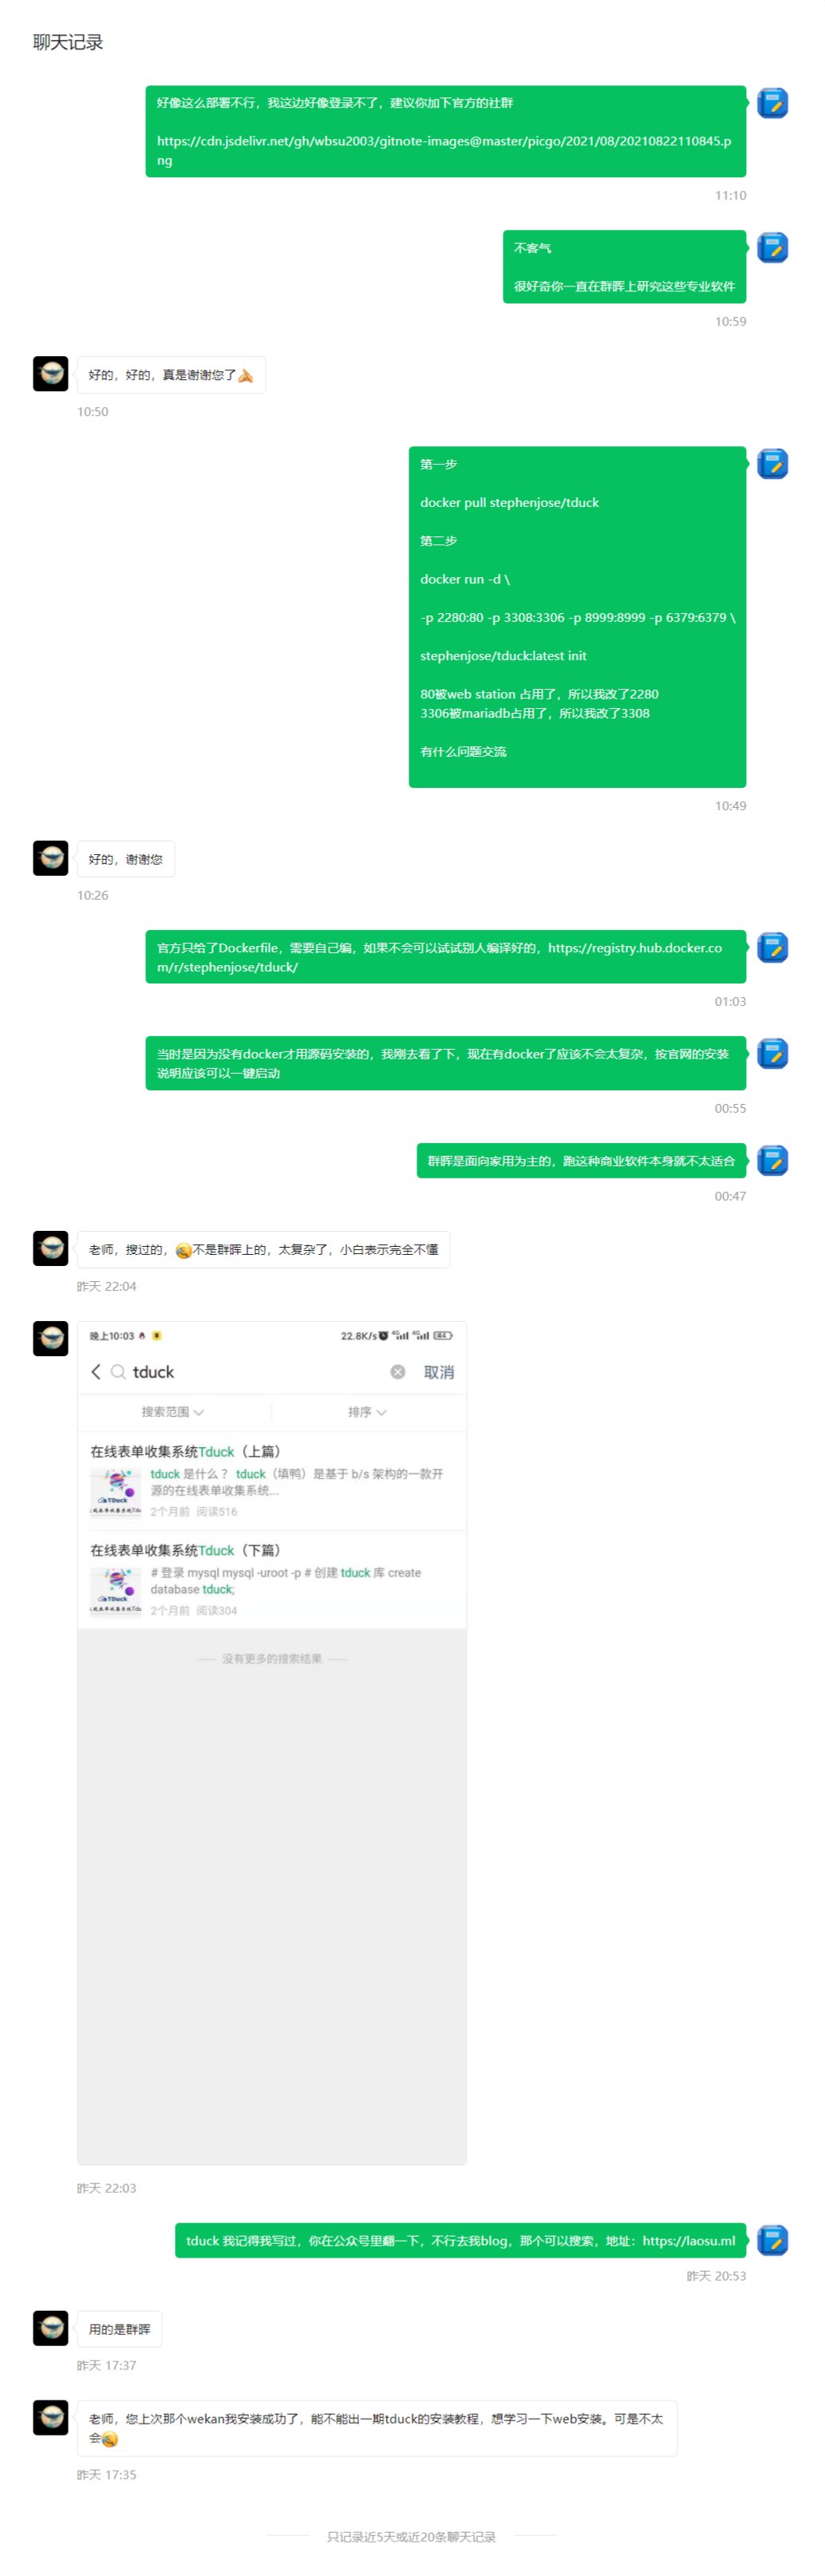 聊天记录
好像这么部署不行，我这边好像登录不了，建议你加下官方的社群
https://cdn.jsdelivr.net/gh/wbsu2003/gitnote-images@master/picgo/2021/08/20210822110845.p
ng
11:10
不客气
很好奇你一直在群晖上研究这些专业软件
10:59
好的，好的，真是谢谢您了
10:50
第一步
docker pull stephenjose/tduck
第二步
docker run -d \
-p 2280:80 -p 3308:3306 -p 8999:8999 -p 6379:6379 \
stephenjose/tduck:latest init
80被web station 占用了，所以我改了2280
3306被mariadb占用了，所以我改了3308
有什么问题交流
10:49
好的，谢谢您
10:26
官方只给了Dockerfile，需要自己编，如果不会可以试试别人编译好的，https://registry.hub.docker.co
m/r/stephenjose/tduck/
01:03
当时是因为没有docker才用源码安装的，我刚去看了下，现在有docker了应该不会太复杂，按官网的安装
说明应该可以一键启动
00:55
群晖是面向家用为主的，跑这种商业软件本身就不太适合
00:47
老师，搜过的，不是群晖上的，太复杂了，小白表示完全不懂
昨天 22:04
晚上10:03 22.8K/s 4G 4G 44
tduck 取消
搜索范围 排序
在线表单收集系统Tduck（上篇）
tduck 是什么？ tduck（填鸭）是基于 b/s 架构的一款开
源的在线表单收集系统...
2个月前 阅读516
在线表单收集系统Tduck（下篇）
# 登录 mysql mysql -uroot -p # 创建 tduck 库 create
database tduck;
2个月前 阅读304
没有更多的搜索结果
昨天 22:03
tduck 我记得我写过，你在公众号里翻一下，不行去我blog，那个可以搜索，地址：https://laosu.ml
昨天 20:53
用的是群晖
昨天 17:37
老师，您上次那个wekan我安装成功了，能不能出一期tduck的安装教程，想学习一下web安装。可是不太
会
昨天 17:35
只记录近5天或近20条聊天记录